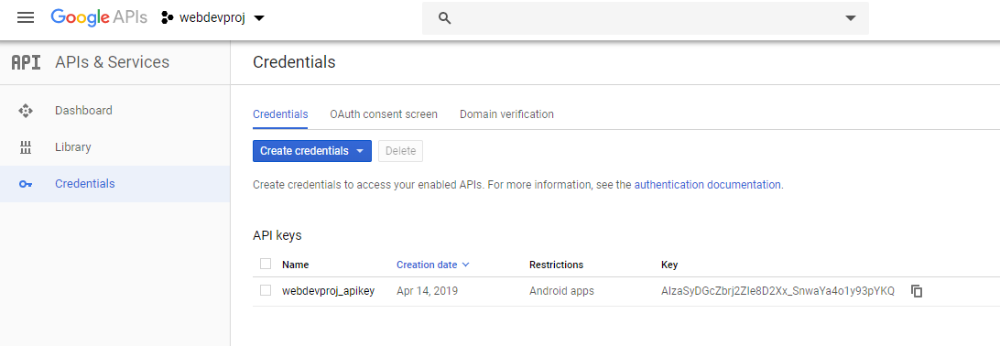 Google APIs webdevproj
API APIs & Services Credentials
Dashboard
Library
Credentials
Credentials OAuth consent screen Domain verification
Create credentials Delete
Create credentials to access your enabled APIs. For more information, see the authentication documentation.
API keys
Name Creation date Restrictions Key
webdevproj_apikey Apr 14, 2019 Android apps AIzaSyDGcZbrj2ZIe8D2Xx_SnwaYa4o1y93pYKQ